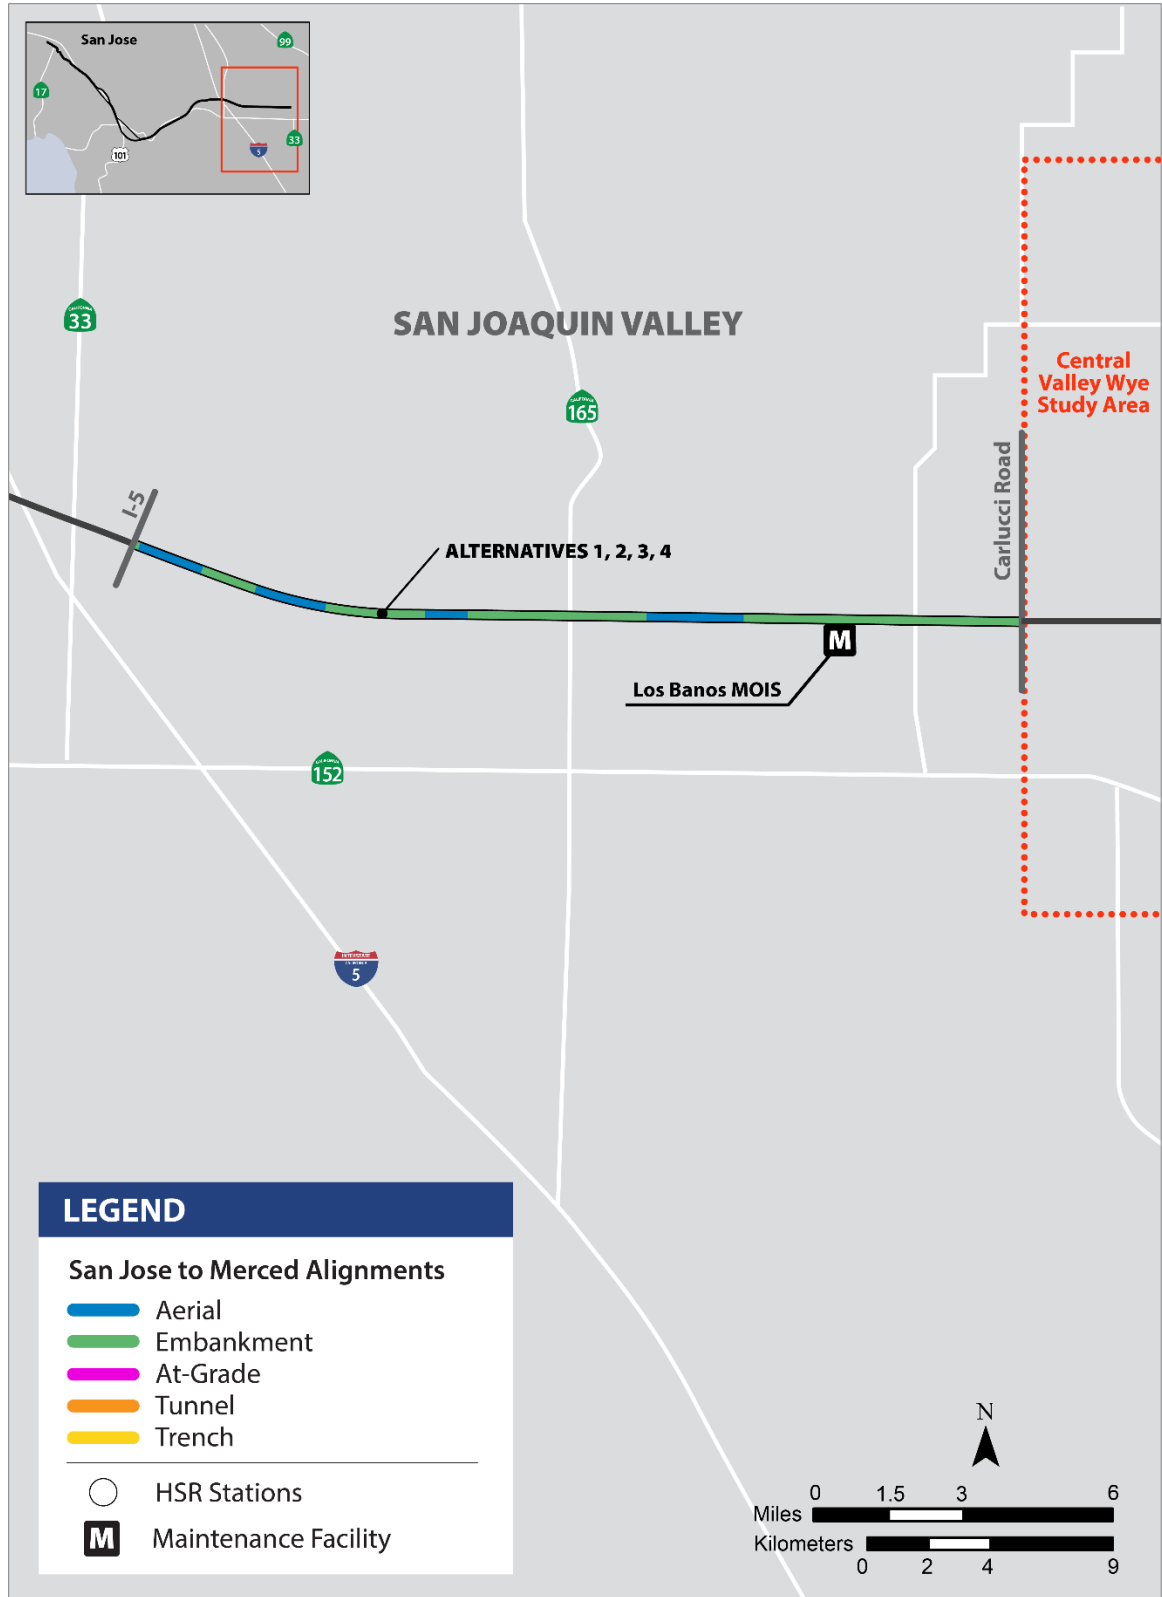 San Jose
99
17
101
33
5
33
SAN JOAQUIN VALLEY
165
Central
Valley Wye
Study Area
Carlucci Road
I-5
ALTERNATIVES 1, 2, 3, 4
M
Los Banos MOIS
152
INTERSTATE
5
LEGEND
San Jose to Merced Alignments
Aerial
Embankment
At-Grade
Tunnel
Trench
HSR Stations
M Maintenance Facility
N
0 1.5 3 6
Miles
Kilometers
0 2 4 9